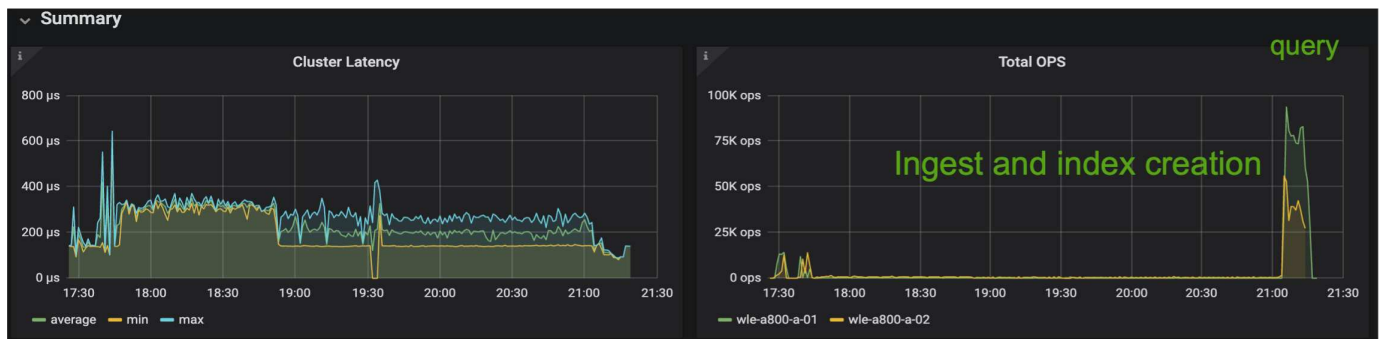 Summary
Cluster Latency
800 µs
600 µs
400 µs
200 µs
0 µs
17:30 18:00 18:30 19:00 19:30 20:00 20:30 21:00 21:30
average min max
query
Total OPS
100K ops
75K ops
Ingest and index creation
50K ops
25K ops
0 ops
17:30 18:00 18:30 19:00 19:30 20:00 20:30 21:00 21:30
wle-a800-a-01 wle-a800-a-02